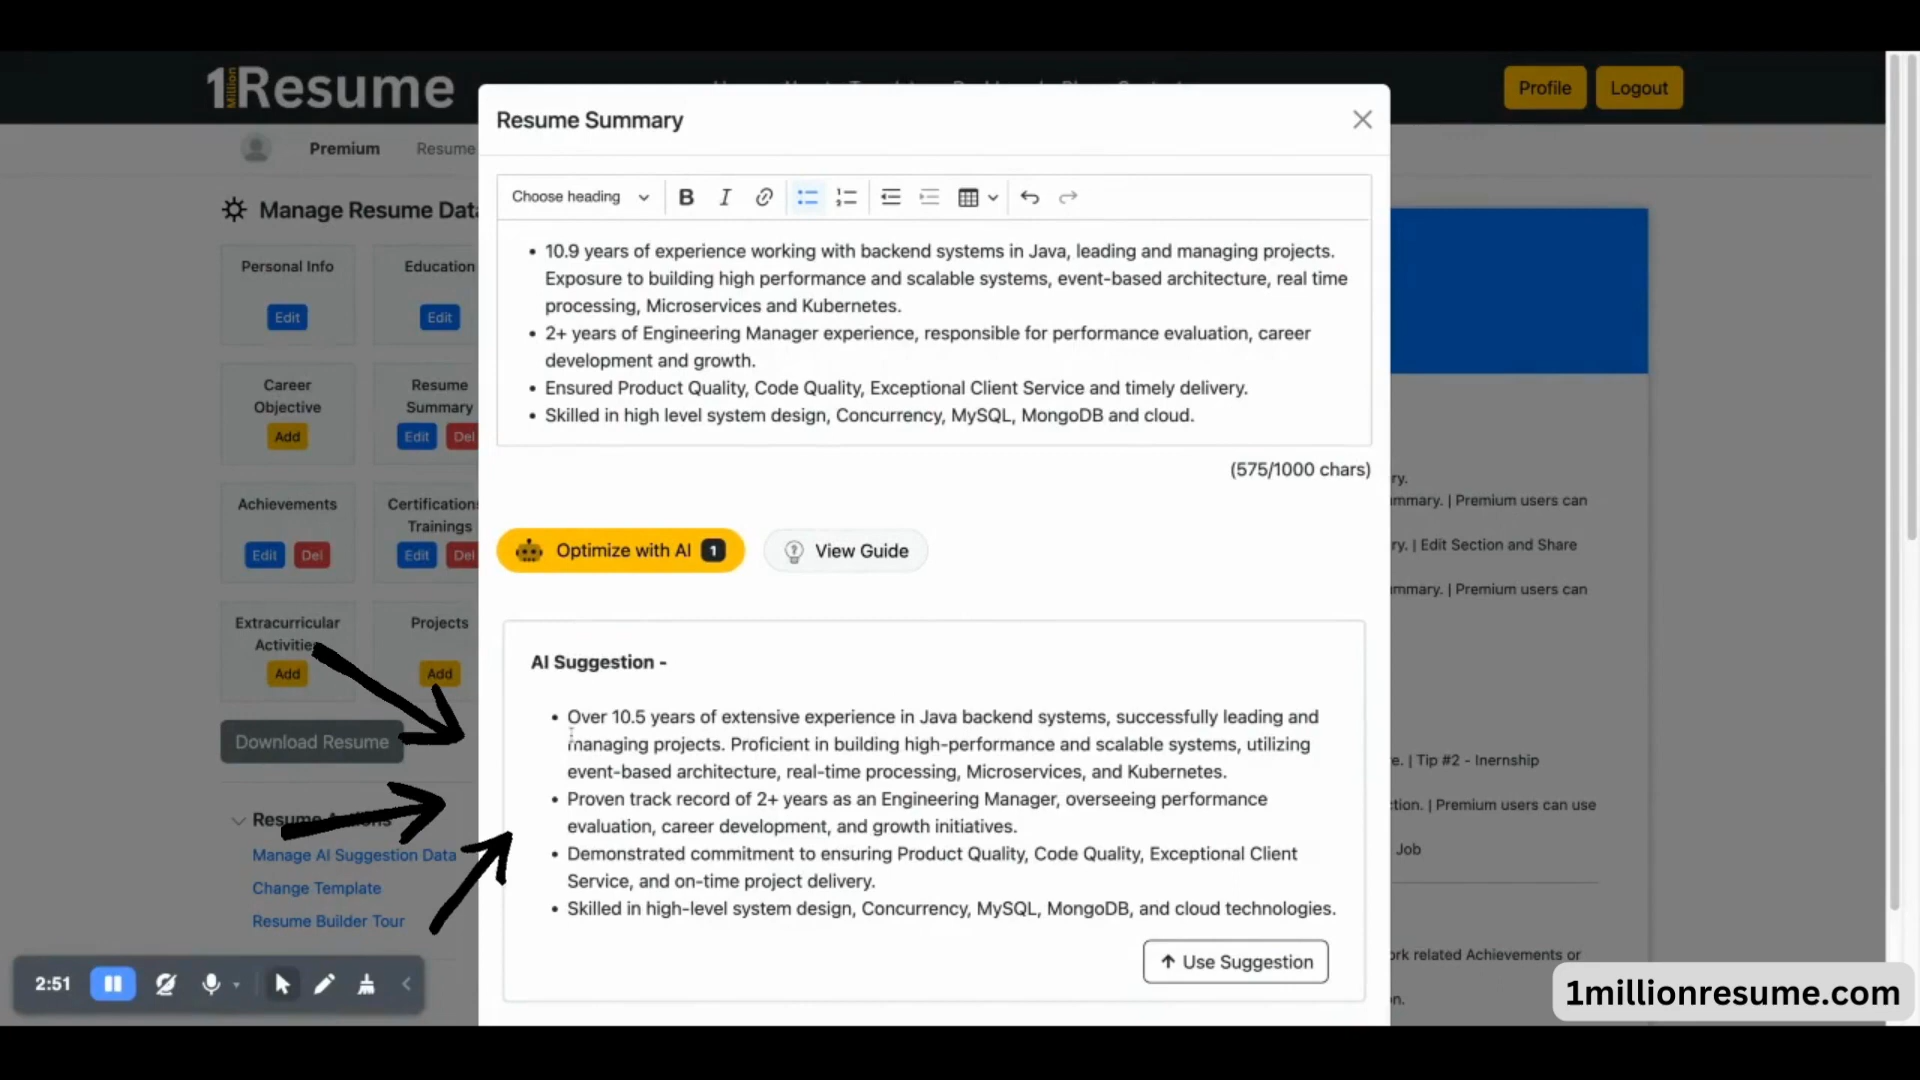 1Million Resume
Profile
Logout
Premium
Resume
Manage Resume Data
Personal Info
Education
Edit
Edit
Career
Objective
Resume
Summary
Add
Edit
Del
Achievements
Certification
Trainings
Edit
Del
Edit
Del
Extracurricular
Projects
Add
Add
Download Resume
Resume Actions
Manage AI Suggestion Data
Change Template
Resume Builder Tour
2:51
Resume Summary
Choose heading
B I
• 10.9 years of experience working with backend systems in Java, leading and managing projects.
Exposure to building high performance and scalable systems, event-based architecture, real time
processing, Microservices and Kubernetes.
• 2+ years of Engineering Manager experience, responsible for performance evaluation, career
development and growth.
• Ensured Product Quality, Code Quality, Exceptional Client Service and timely delivery.
• Skilled in high level system design, Concurrency, MySQL, MongoDB and cloud.
(575/1000 chars)
Optimize with AI 1
View Guide
AI Suggestion -
• Over 10.5 years of extensive experience in Java backend systems, successfully leading and
managing projects. Proficient in building high-performance and scalable systems, utilizing
event-based architecture, real-time processing, Microservices, and Kubernetes.
• Proven track record of 2+ years as an Engineering Manager, overseeing performance
evaluation, career development, and growth initiatives.
• Demonstrated commitment to ensuring Product Quality, Code Quality, Exceptional Client
Service, and on-time project delivery.
• Skilled in high-level system design, Concurrency, MySQL, MongoDB, and cloud technologies.
↑ Use Suggestion
ry.
mmary. | Premium users can
ry. | Edit Section and Share
mmary. | Premium users can
e. | Tip #2 - Inernship
ction. | Premium users can use
Job
ork related Achievements or
n.
1millionresume.com